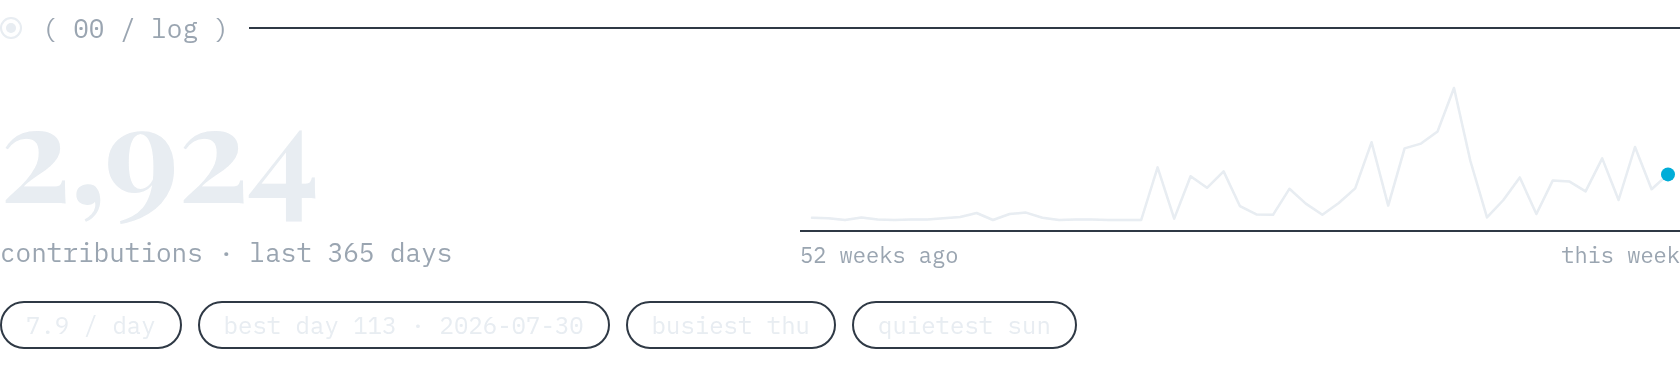 ( 00 / log )
2,924
contributions · last 365 days
52 weeks ago
this week
7.9 / day
best day 113 · 2026-07-30
busiest thu
quietest sun